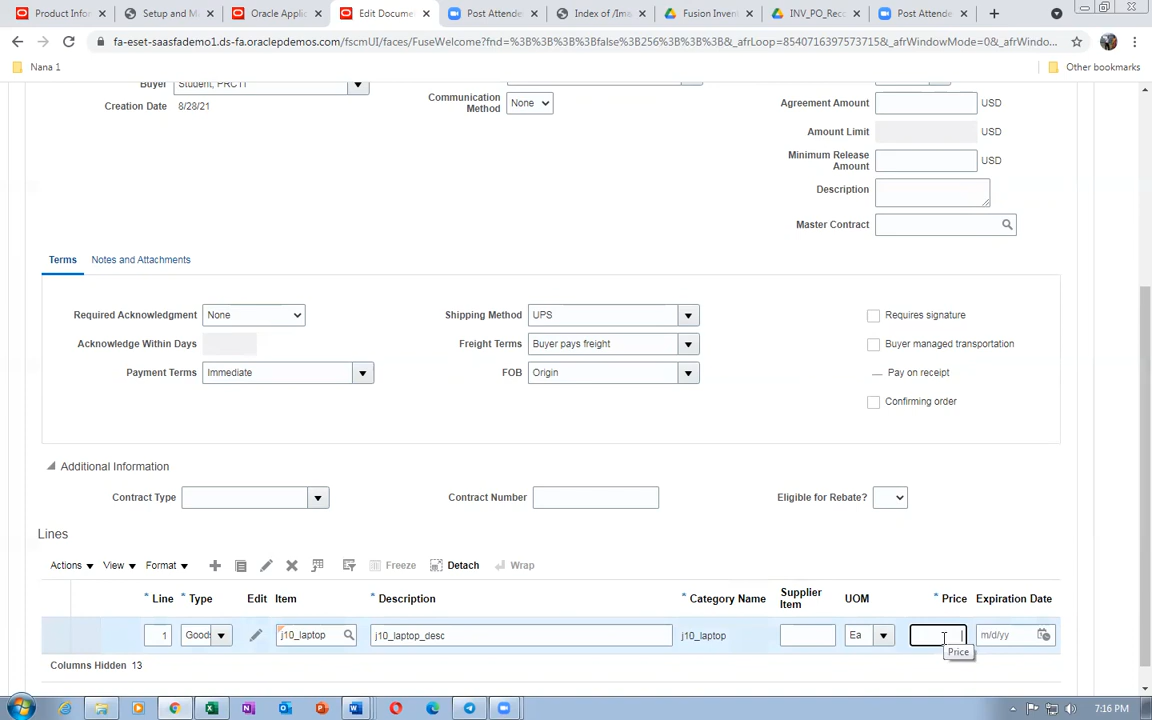 Product Infor
Setup and Ma
Oracle Applic
Edit Docume
Post Attende
Index of /Ima
Fusion Inven
INV_PO_Reco
Post Attende
fa-eset-saasfademo1.ds-fa.oraclepdemos.com/fscmUI/faces/FuseWelcome?fnd=%3B%3B%3B%3Bfalse%3B256%3B%3B%3B&_afrLoop=8540716397573715&_afrWindowMode=0&_afrWindo...
Nana 1
Other bookmarks
Buyer Student, PRC11
Creation Date 8/28/21
Communication Method None
Agreement Amount USD
Amount Limit USD
Minimum Release Amount USD
Description
Master Contract
Terms Notes and Attachments
Required Acknowledgment None Shipping Method UPS Requires signature
Acknowledge Within Days Freight Terms Buyer pays freight Buyer managed transportation
Payment Terms Immediate FOB Origin Pay on receipt
Confirming order
Additional Information
Contract Type Contract Number Eligible for Rebate?
Lines
Actions View Format Freeze Detach Wrap
* Line * Type Edit Item * Description * Category Name Supplier Item UOM * Price Expiration Date
1 Goods j10_laptop j10_laptop_desc j10_laptop Ea m/d/yy
Price
Columns Hidden 13
7:16 PM